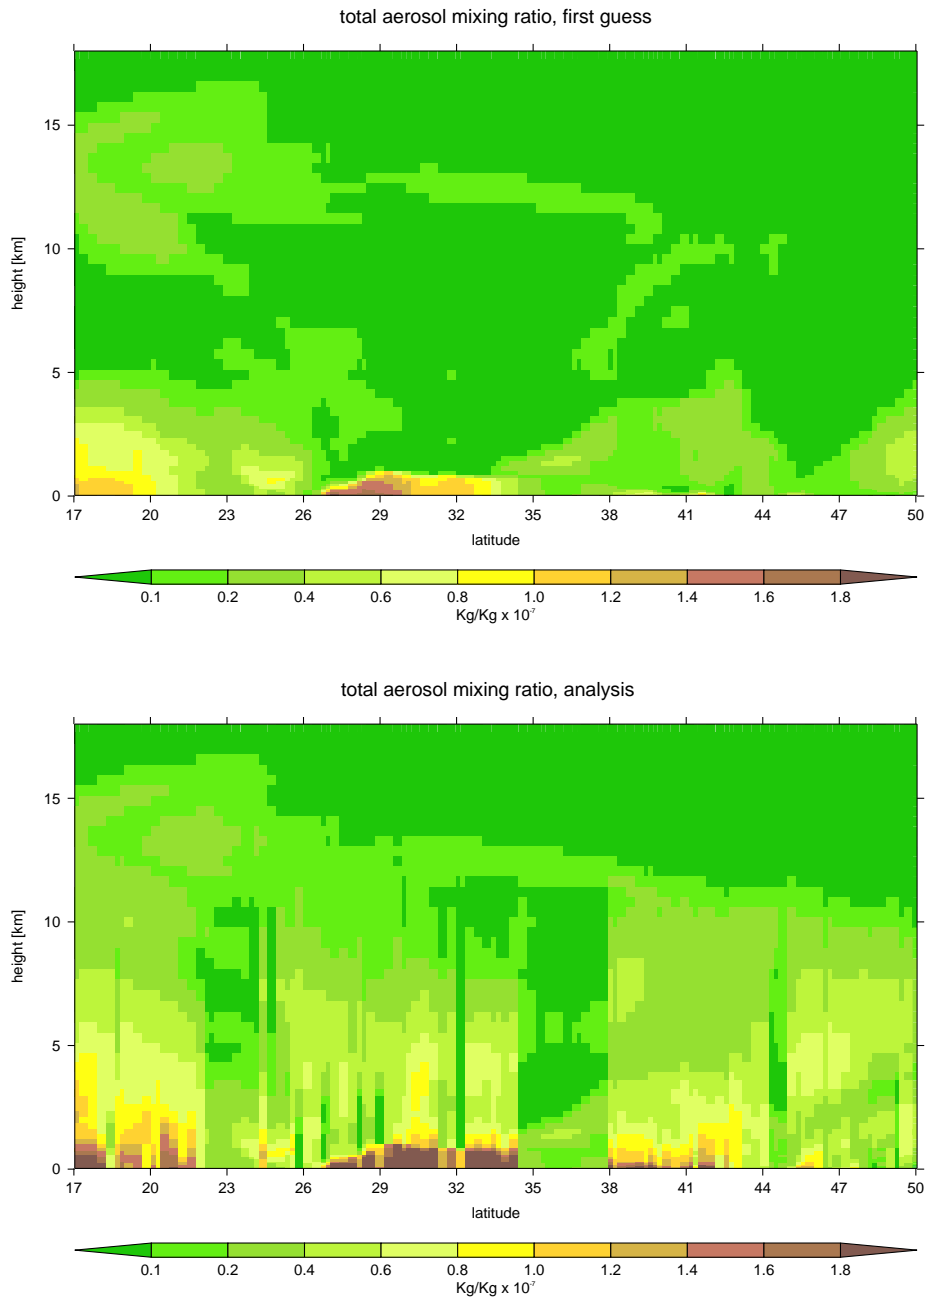 total aerosol mixing ratio, first guess
15
10
5
0
height [km]
17 20 23 26 29 32 35 38 41 44 47 50
latitude
0.1 0.2 0.4 0.6 0.8 1.0 1.2 1.4 1.6 1.8
Kg/Kg x 10⁻⁷
total aerosol mixing ratio, analysis
15
10
5
0
height [km]
17 20 23 26 29 32 35 38 41 44 47 50
latitude
0.1 0.2 0.4 0.6 0.8 1.0 1.2 1.4 1.6 1.8
Kg/Kg x 10⁻⁷